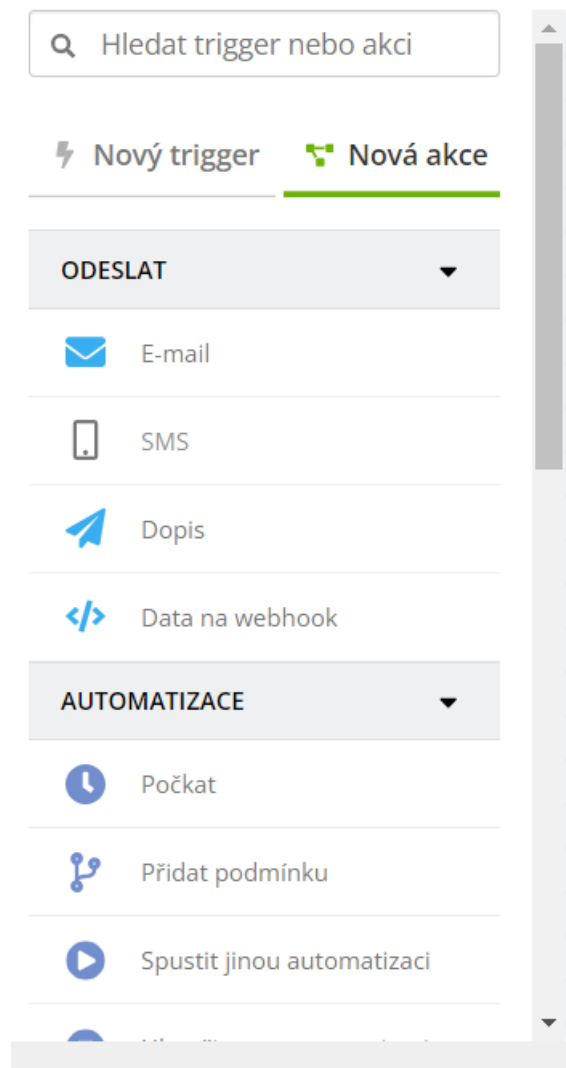 Hledat trigger nebo akci
Nový trigger
Nová akce
ODESLAT
E-mail
SMS
Dopis
Data na webhook
AUTOMATIZACE
Počkat
Přidat podmínku
Spustit jinou automatizaci